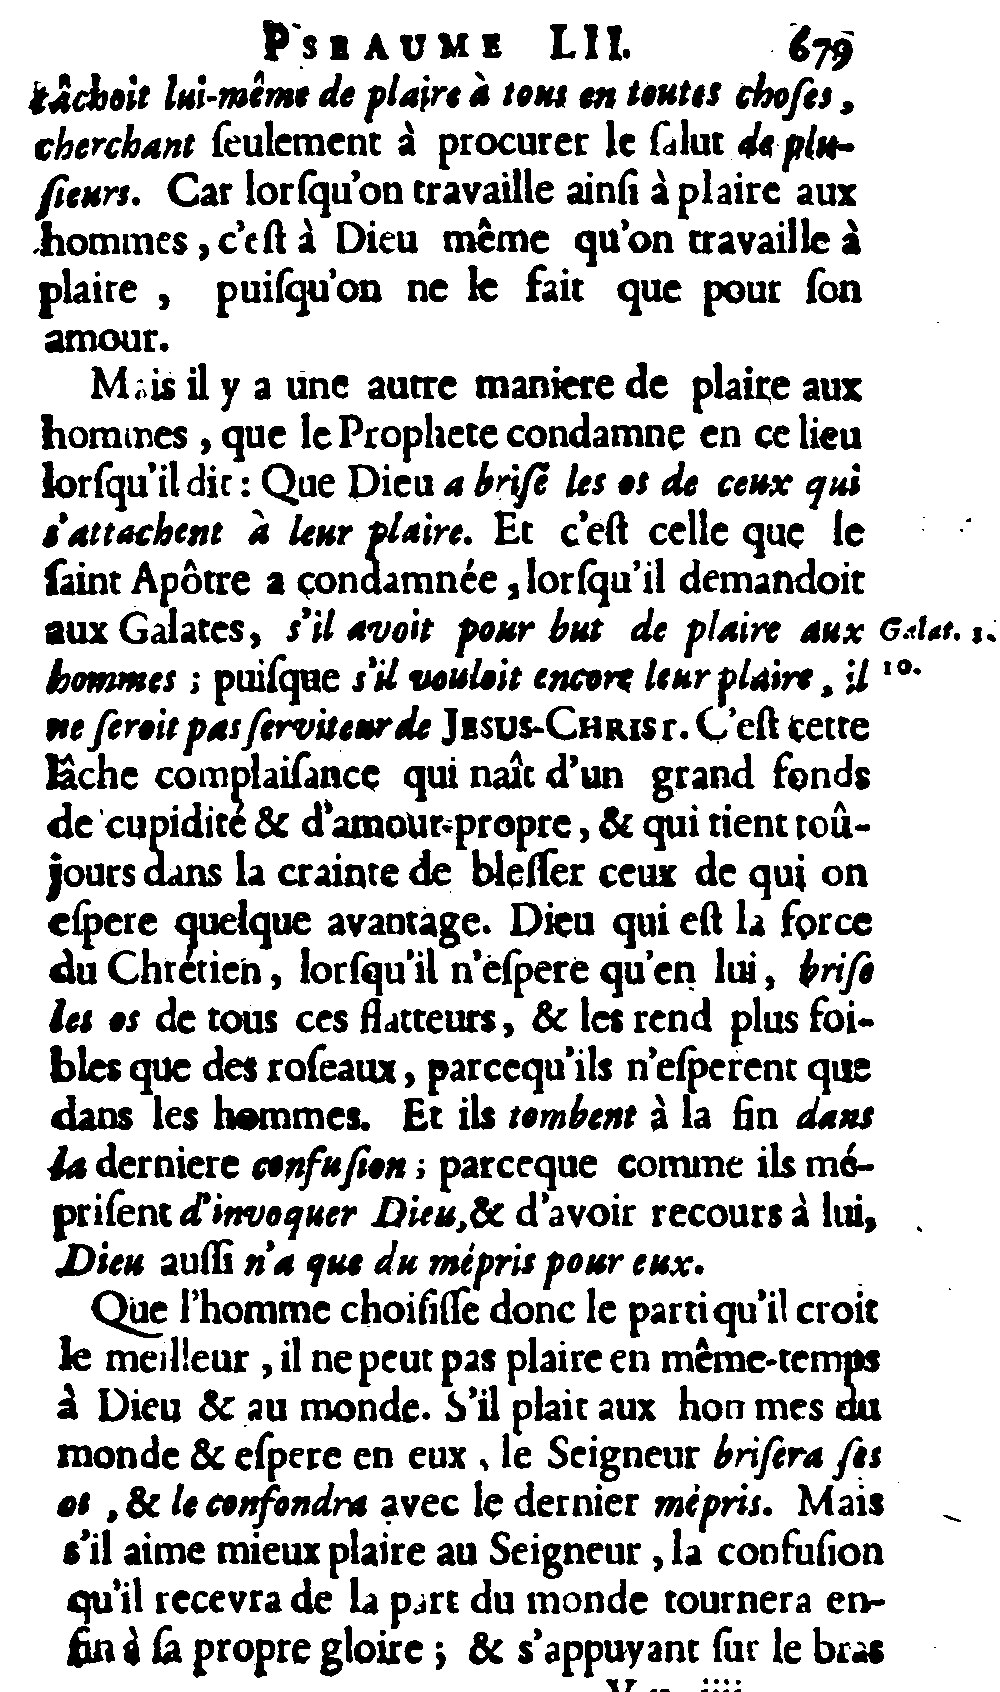 PSEAUME LII. 679
tâchoit lui-même de plaire à tous en toutes choſes,
cherchant ſeulement à procurer le ſalut de plu-
ſieurs. Car lorſqu'on travaille ainſi à plaire aux
hommes, c'eſt à Dieu même qu'on travaille à
plaire, puiſqu'on ne le fait que pour ſon
amour.
Mais il y a une autre maniere de plaire aux
hommes, que le Prophete condamne en ce lieu
lorſqu'il dit : Que Dieu a briſé les os de ceux qui
s'attachent à leur plaire. Et c'eſt celle que le
ſaint Apôtre a condamnée, lorſqu'il demandoit
aux Galates, s'il avoit pour but de plaire aux Galat. 1.
hommes ; puiſque s'il vouloit encore leur plaire, il 10.
ne ſeroit pas ſerviteur de JESUS-CHRIST. C'eſt cette
lâche complaiſance qui naît d'un grand fonds
de cupidité & d'amour-propre, & qui tient toû-
jours dans la crainte de bleſſer ceux de qui on
eſpere quelque avantage. Dieu qui eſt la force
du Chrétien, lorſqu'il n'eſpere qu'en lui, briſe
les os de tous ces flatteurs, & les rend plus foi-
bles que des roſeaux, parcequ'ils n'eſperent que
dans les hommes. Et ils tombent à la fin dans
la derniere confuſion ; parceque comme ils mé-
priſent d'invoquer Dieu, & d'avoir recours à lui,
Dieu auſſi n'a que du mépris pour eux.
Que l'homme choiſiſſe donc le parti qu'il croit
le meilleur, il ne peut pas plaire en même-temps
à Dieu & au monde. S'il plait aux hommes du
monde & eſpere en eux, le Seigneur briſera ſes
os, & le confondra avec le dernier mépris. Mais
s'il aime mieux plaire au Seigneur, la confuſion
qu'il recevra de la part du monde tournera en-
fin à ſa propre gloire ; & s'appuyant ſur le bras